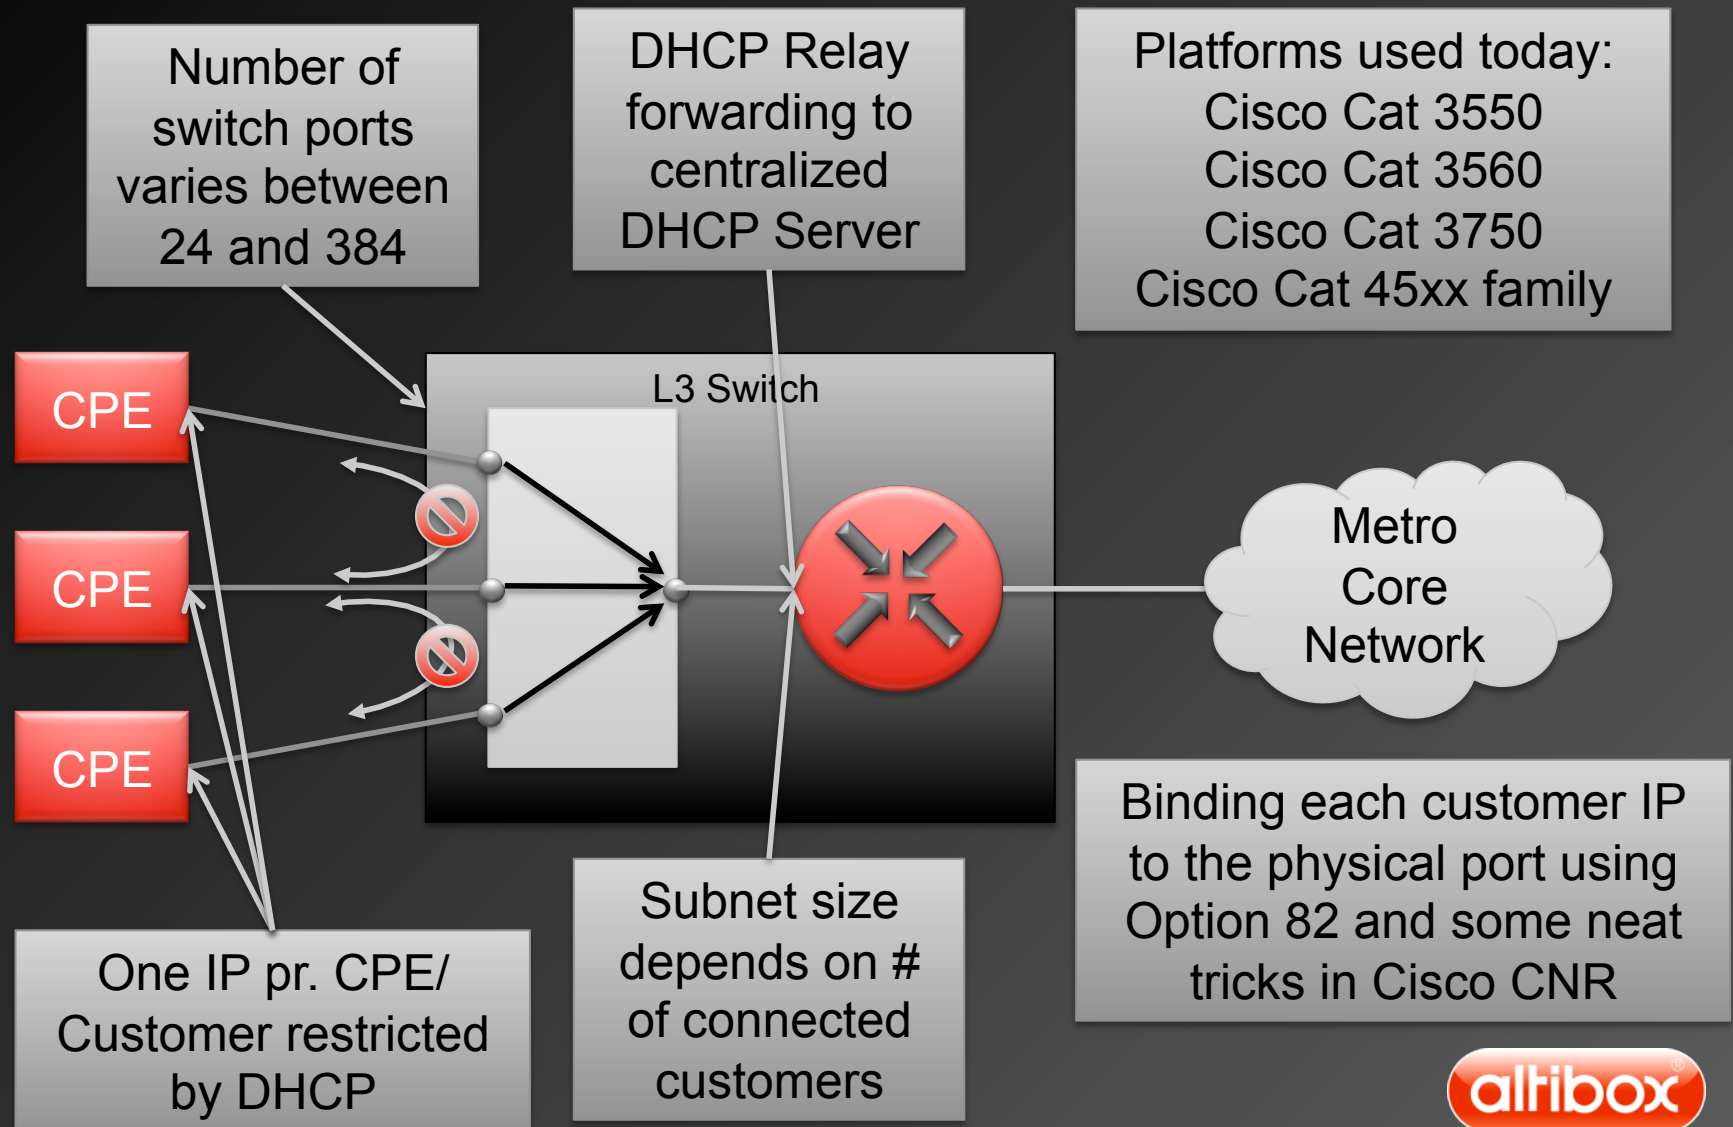 Number of
switch ports
varies between
24 and 384
DHCP Relay
forwarding to
centralized
DHCP Server
Platforms used today:
Cisco Cat 3550
Cisco Cat 3560
Cisco Cat 3750
Cisco Cat 45xx family
L3 Switch
CPE
CPE
CPE
Metro
Core
Network
One IP pr. CPE/
Customer restricted
by DHCP
Subnet size
depends on #
of connected
customers
Binding each customer IP
to the physical port using
Option 82 and some neat
tricks in Cisco CNR
altibox®